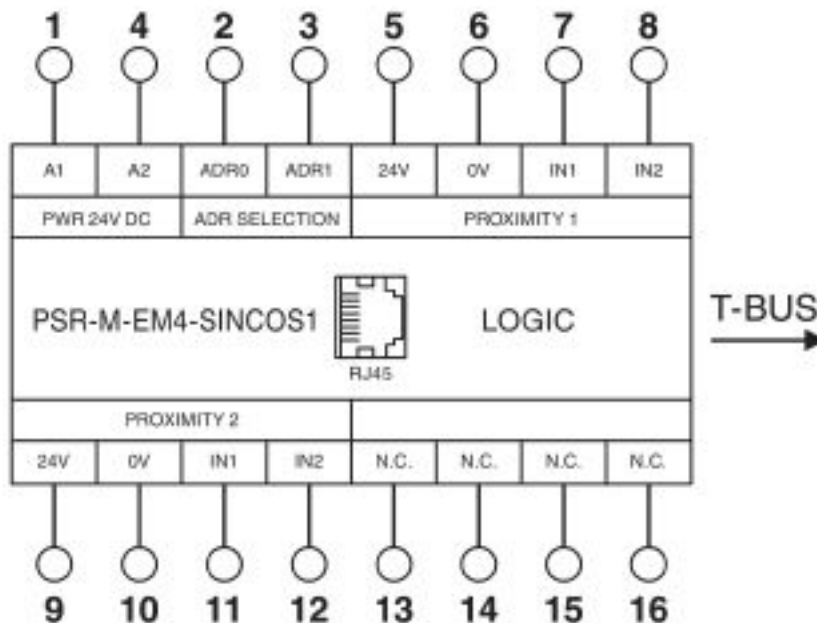 1 4 2 3 5 6 7 8
A1 A2 ADR0 ADR1 24V 0V IN1 IN2
PWR 24V DC ADR SELECTION PROXIMITY 1
PSR-M-EM4-SINCOS1 LOGIC T-BUS
RJ45
PROXIMITY 2
24V 0V IN1 IN2 N.C. N.C. N.C. N.C.
9 10 11 12 13 14 15 16